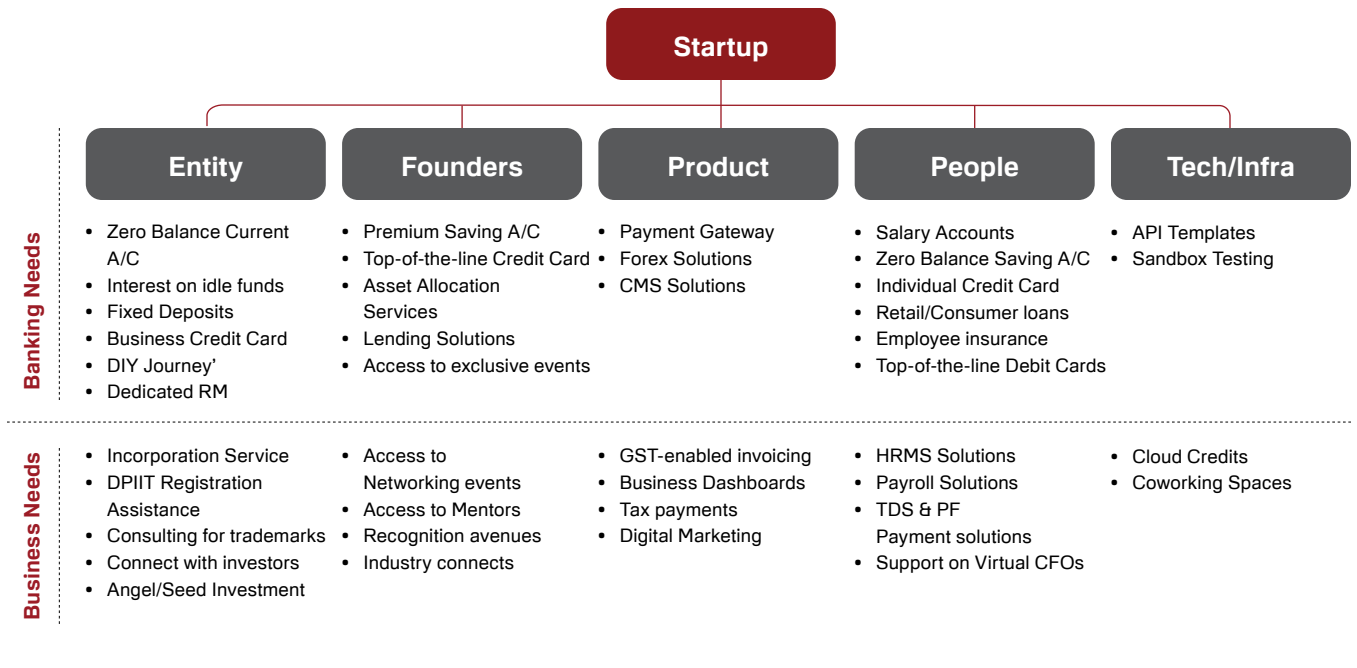 Startup
Entity
Founders
Product
People
Tech/Infra
Banking Needs
• Zero Balance Current
A/C
• Interest on idle funds
• Fixed Deposits
• Business Credit Card
• DIY Journey’
• Dedicated RM
• Premium Saving A/C
• Top-of-the-line Credit Card
• Asset Allocation
Services
• Lending Solutions
• Access to exclusive events
• Payment Gateway
• Forex Solutions
• CMS Solutions
• Salary Accounts
• Zero Balance Saving A/C
• Individual Credit Card
• Retail/Consumer loans
• Employee insurance
• Top-of-the-line Debit Cards
• API Templates
• Sandbox Testing
Business Needs
• Incorporation Service
• DPIIT Registration
Assistance
• Consulting for trademarks
• Connect with investors
• Angel/Seed Investment
• Access to
Networking events
• Access to Mentors
• Recognition avenues
• Industry connects
• GST-enabled invoicing
• Business Dashboards
• Tax payments
• Digital Marketing
• HRMS Solutions
• Payroll Solutions
• TDS & PF
Payment solutions
• Support on Virtual CFOs
• Cloud Credits
• Coworking Spaces